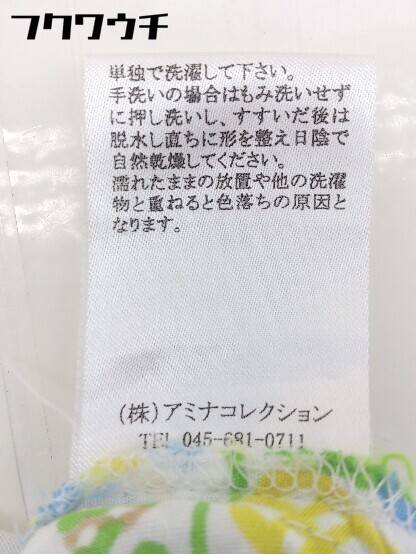 フクワウチ
単独で洗濯して下さい。
手洗いの場合はもみ洗いせず
に押し洗いし、すすいだ後は
脱水し直ちに形を整え日陰で
自然乾燥してください。
濡れたままの放置や他の洗濯
物と重ねると色落ちの原因と
なります。
(株)アミナコレクション
TEL 045-681-0711